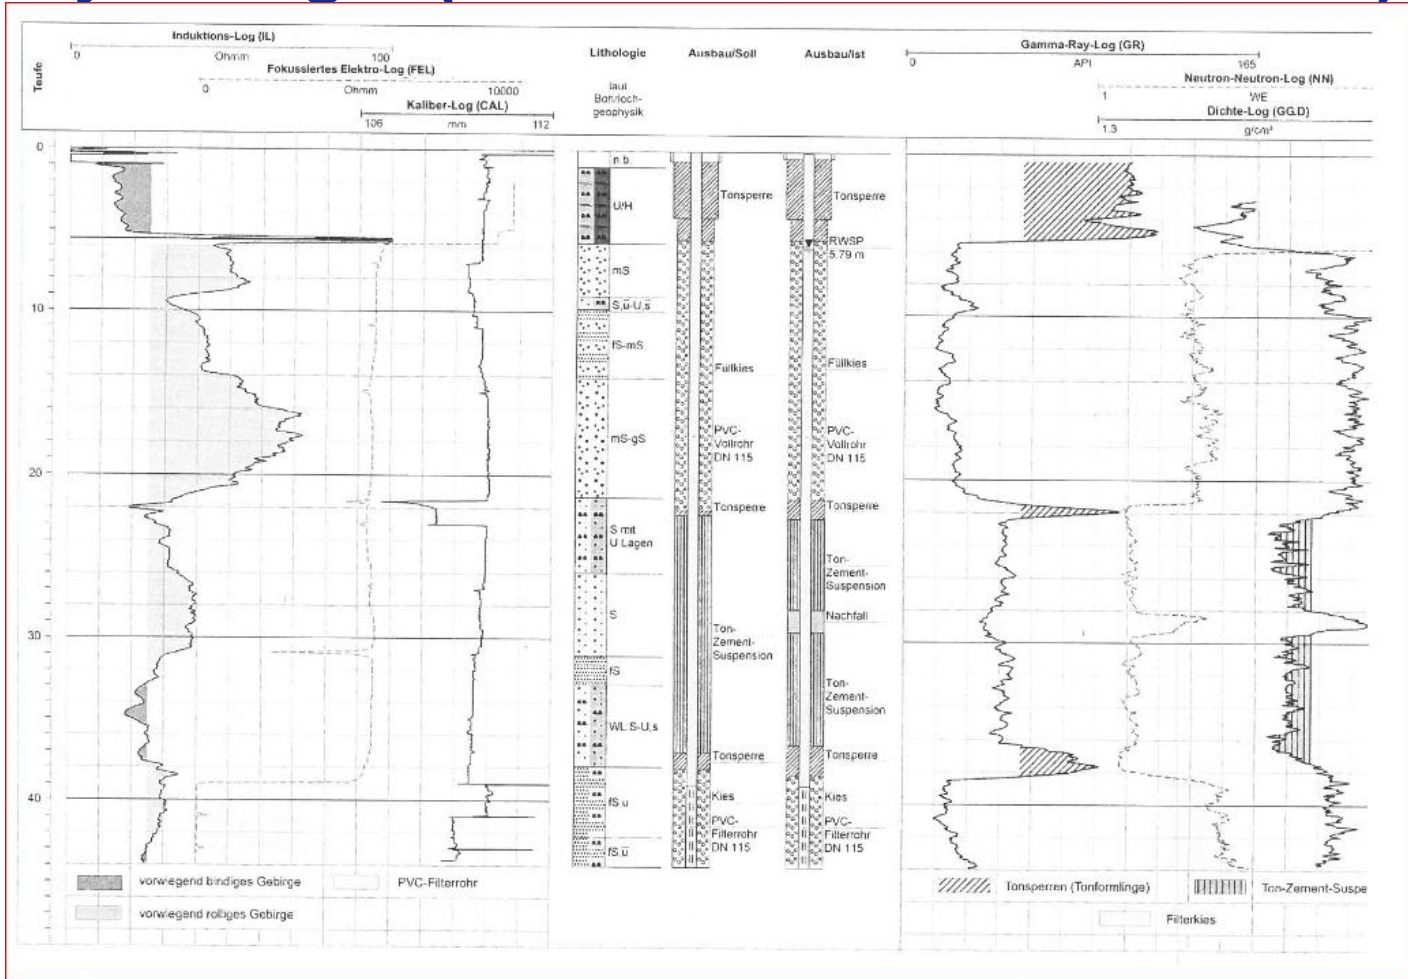 Induktions-Log (IL)
0 Ohmm 100
Fokussiertes Elektro-Log (FEL)
0 Ohmm 10000
Kaliber-Log (CAL)
106 mm 112
Teufe
Lithologie
laut
Bohrloch-
geophysik
Ausbau/Soll
Ausbau/Ist
Gamma-Ray-Log (GR)
0 API 165
Neutron-Neutron-Log (NN)
1 WE
Dichte-Log (GG.D)
1.3 g/cm³
0
10
20
30
40
n.b.
U/H
mS
S,ū-U,s
fS-mS
mS-gS
S mit
U Lagen
S
fS
WL:S-U,s
fS,u
fS,ū
Tonsperre
Füllkies
PVC-
Vollrohr
DN 115
Tonsperre
Ton-
Zement-
Suspension
Tonsperre
Kies
PVC-
Filterrohr
DN 115
Tonsperre
RWSP
5.79 m
Füllkies
PVC-
Vollrohr
DN 115
Tonsperre
Ton-
Zement-
Suspension
Nachfall
Ton-
Zement-
Suspension
Tonsperre
Kies
PVC-
Filterrohr
DN 115
vorwiegend bindiges Gebirge
PVC-Filterrohr
vorwiegend rolliges Gebirge
Tonsperren (Tonformlinge)
Ton-Zement-Suspe
Filterkies